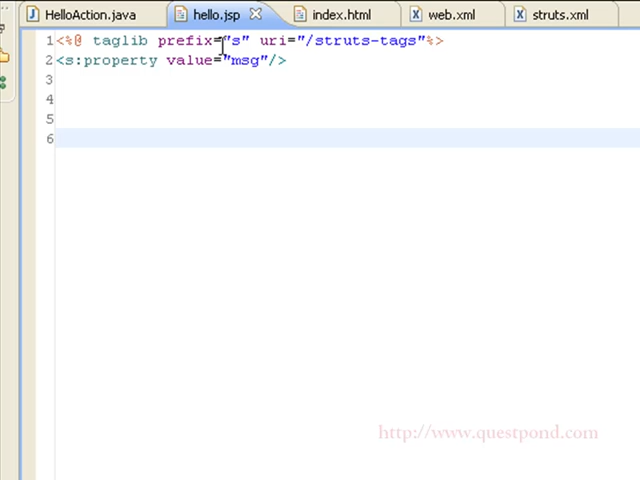 HelloAction.java hello.jsp index.html web.xml struts.xml
1 <%@ taglib prefix="s" uri="/struts-tags"%>
2 <s:property value="msg"/>
3
4
5
6
http://www.questpond.com